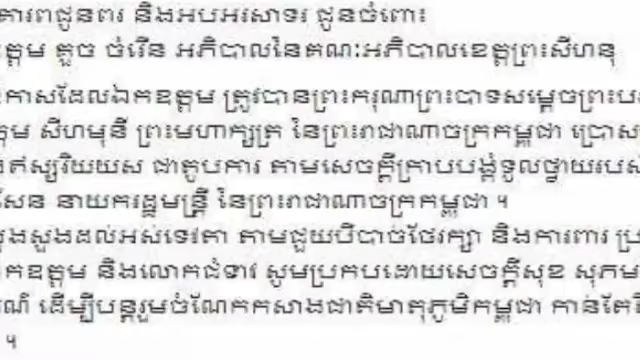 ការពជូនពរ និងអបអរសាទរ ជូនចំពោះ
ត្តម គួច ចំរើន អភិបាលនៃគណៈអភិបាលខេត្តព្រះសីហនុ
កាសដែលឯកឧត្តម ត្រូវបានព្រះករុណាព្រះបាទសម្តេចព្រះប
ត្តម សីហមុនី ព្រះមហាក្សត្រ នៃព្រះរាជាណាចក្រកម្ពុជា ប្រោស
ឥស្សរិយយស ជាតូបការ តាមសេចក្តីក្រាបបង្គំទូលថ្វាយរបស់
សែន នាយករដ្ឋមន្ត្រី នៃព្រះរាជាណាចក្រកម្ពុជា ។
ងសួងដល់អស់ទេវតា តាមជួយបីបាច់ថែរក្សា និងការពារ ប្រ
កឧត្តម និងលោកជំទាវ សូមប្រកបដោយសេចក្តីសុខ សុភម
ណ៍ ដើម្បីបន្តរួមចំណែកកសាងជាតិមាតុភូមិកម្ពុជា កាន់តែ
។